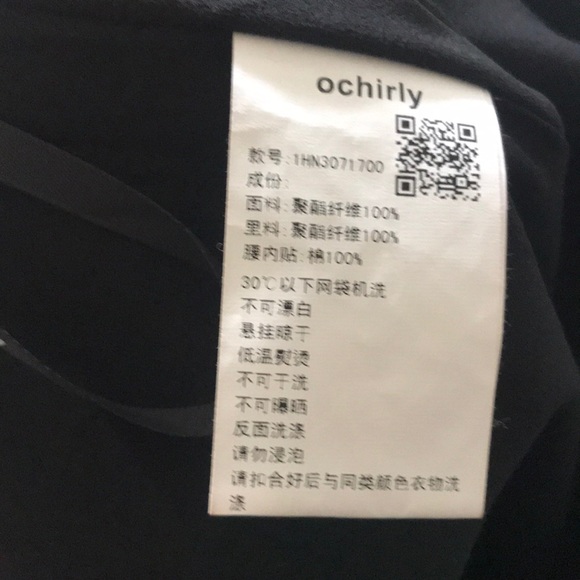 ochirly
款号:1HN3071700
成份:
面料:聚酯纤维100%
里料:聚酯纤维100%
腰内贴:棉100%
30℃以下网袋机洗
不可漂白
悬挂晾干
低温熨烫
不可干洗
不可曝晒
反面洗涤
请勿浸泡
请扣合好后与同类颜色衣物洗
涤